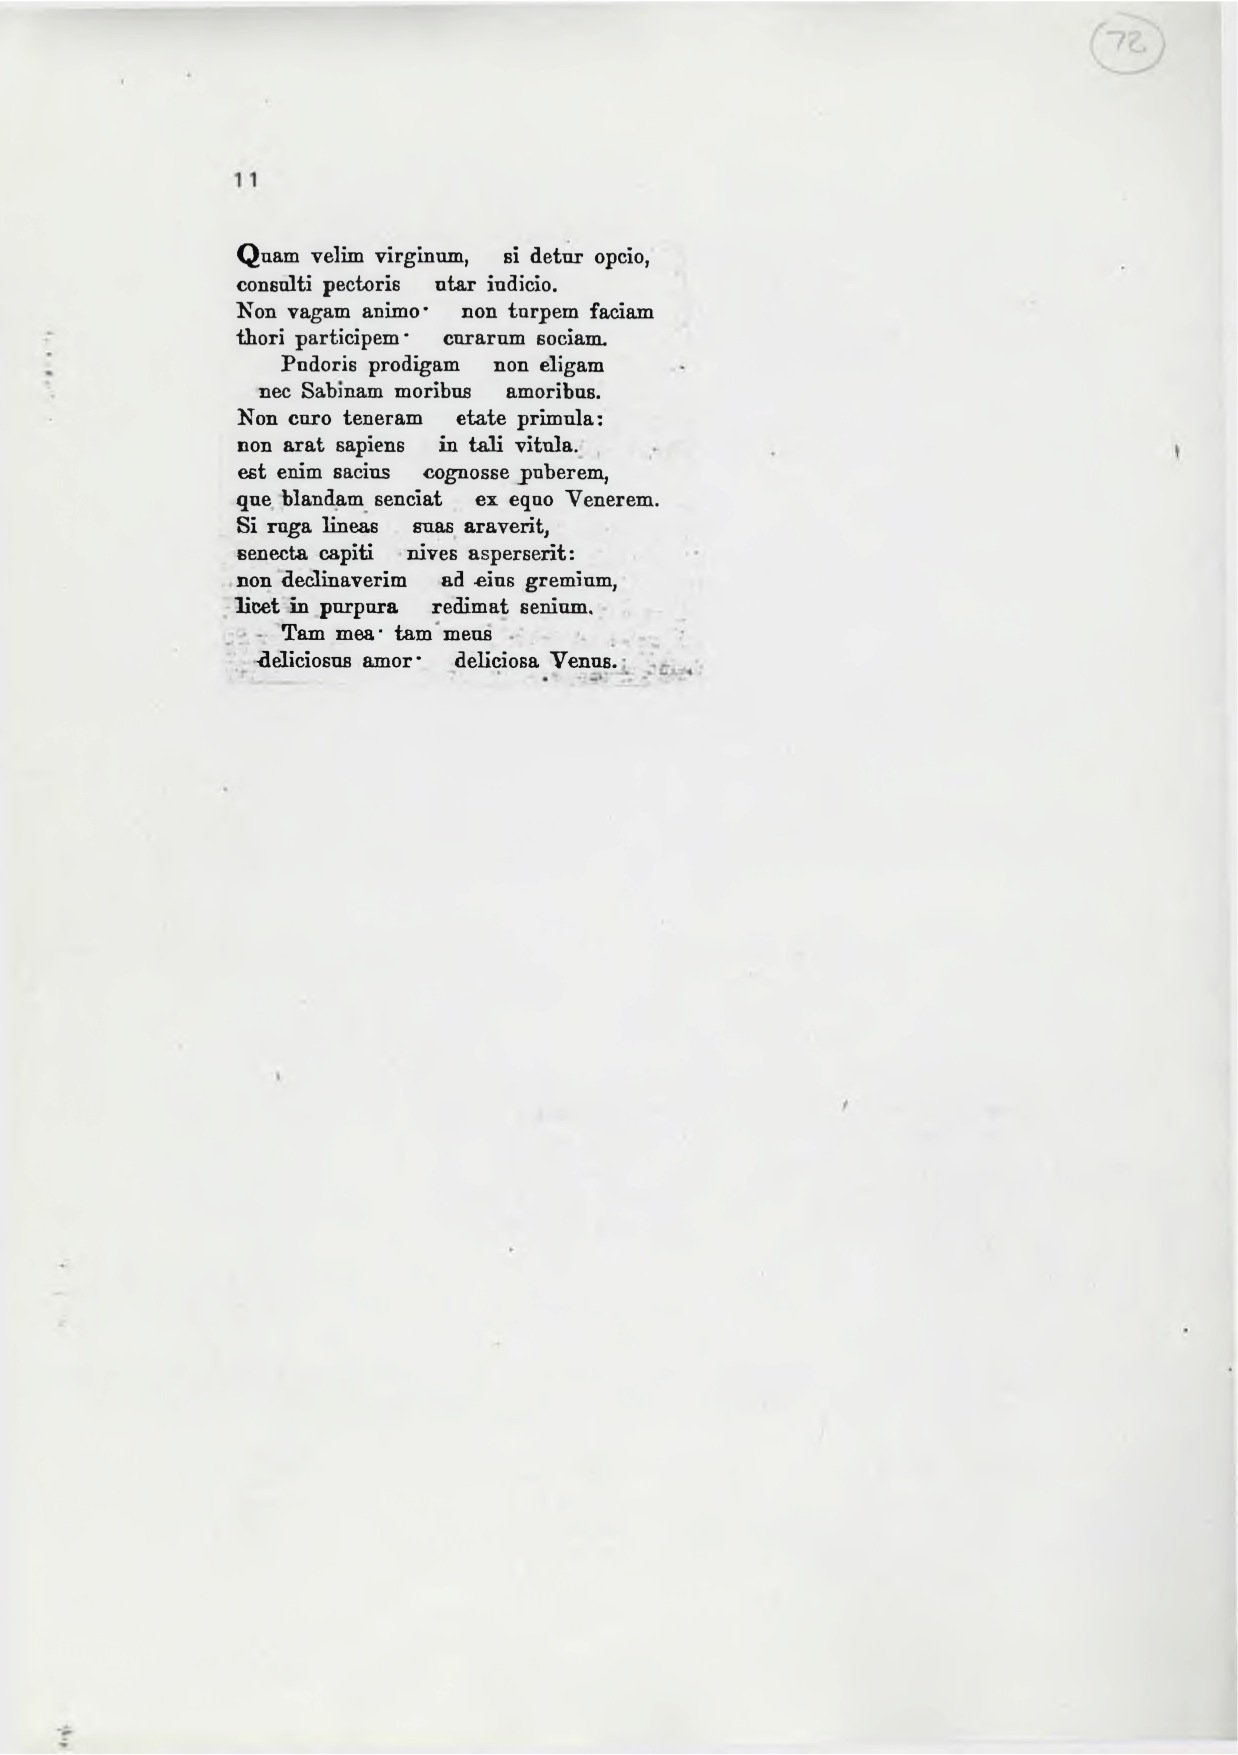 72
11
Quam velim virginum, si detur opcio,
consulti pectoris utar iudicio.
Non vagam animo· non turpem faciam
thori participem· curarum sociam.
Pudoris prodigam non eligam
nec Sabinam moribus amoribus.
Non curo teneram etate primula:
non arat sapiens in tali vitula.
est enim sacius cognosse puberem,
que blandam senciat ex equo Venerem.
Si ruga lineas suas araverit,
senecta capiti nives asperserit:
non declinaverim ad eius gremium,
licet in purpura redimat senium.
Tam mea· tam meus
deliciosus amor· deliciosa Venus.